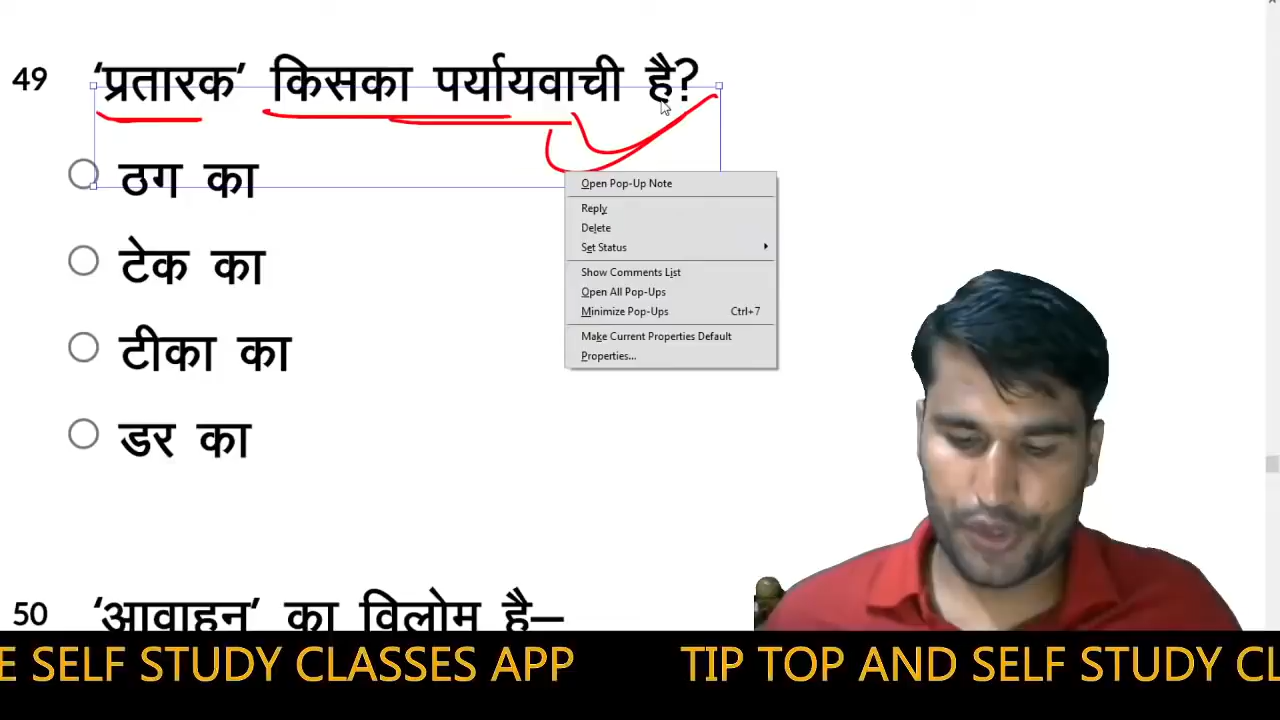 49 ‘प्रतारक’ किसका पर्यायवाची है?
ठग का
टेक का
टीका का
डर का
Open Pop-Up Note
Reply
Delete
Set Status
Show Comments List
Open All Pop-Ups
Minimize Pop-Ups Ctrl+7
Make Current Properties Default
Properties...
50 ‘आवाहन’ का विलोम है—
E SELF STUDY CLASSES APP TIP TOP AND SELF STUDY CL